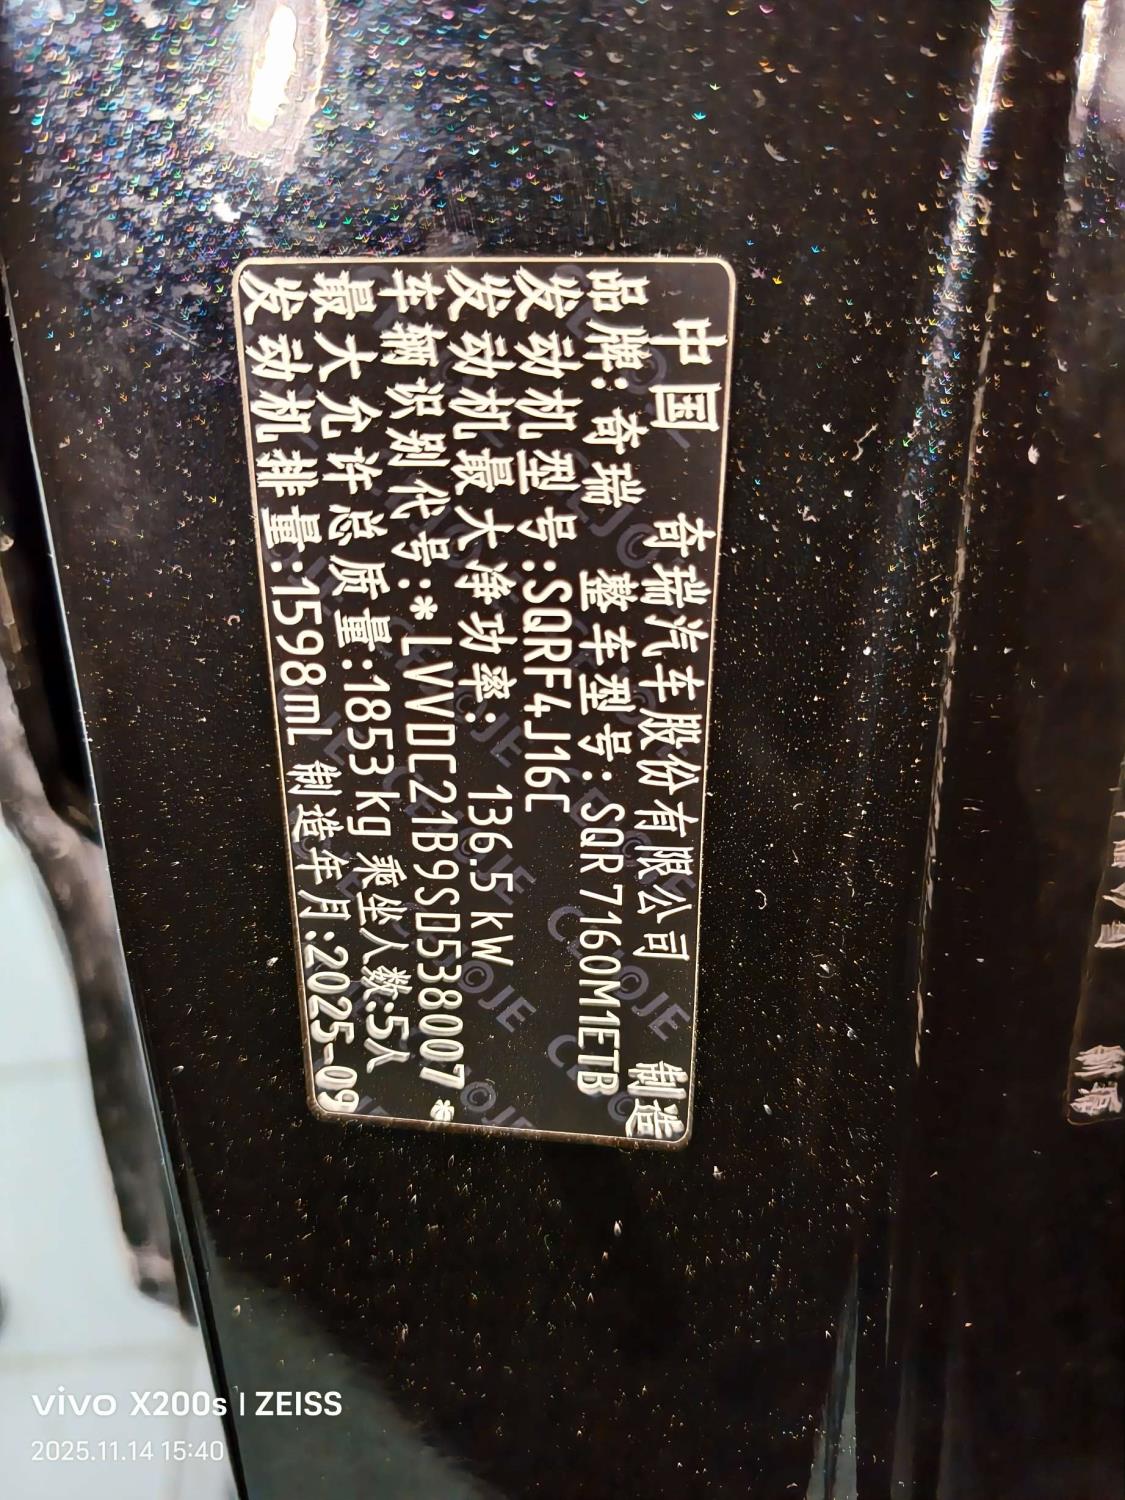 中国 奇瑞汽车股份有限公司 制造
品牌:奇瑞 整车型号:SQR7160M1ETB
发动机型号:SQRF4J16C
发动机最大净功率: 136.5 kW
车辆识别代号:*LVVDC21B9SD538007*
最大允许总质量:1853kg 乘坐人数:5人
发动机排量:1598mL 制造年月:2025-09
vivo X200s | ZEISS
2025.11.14 15:40